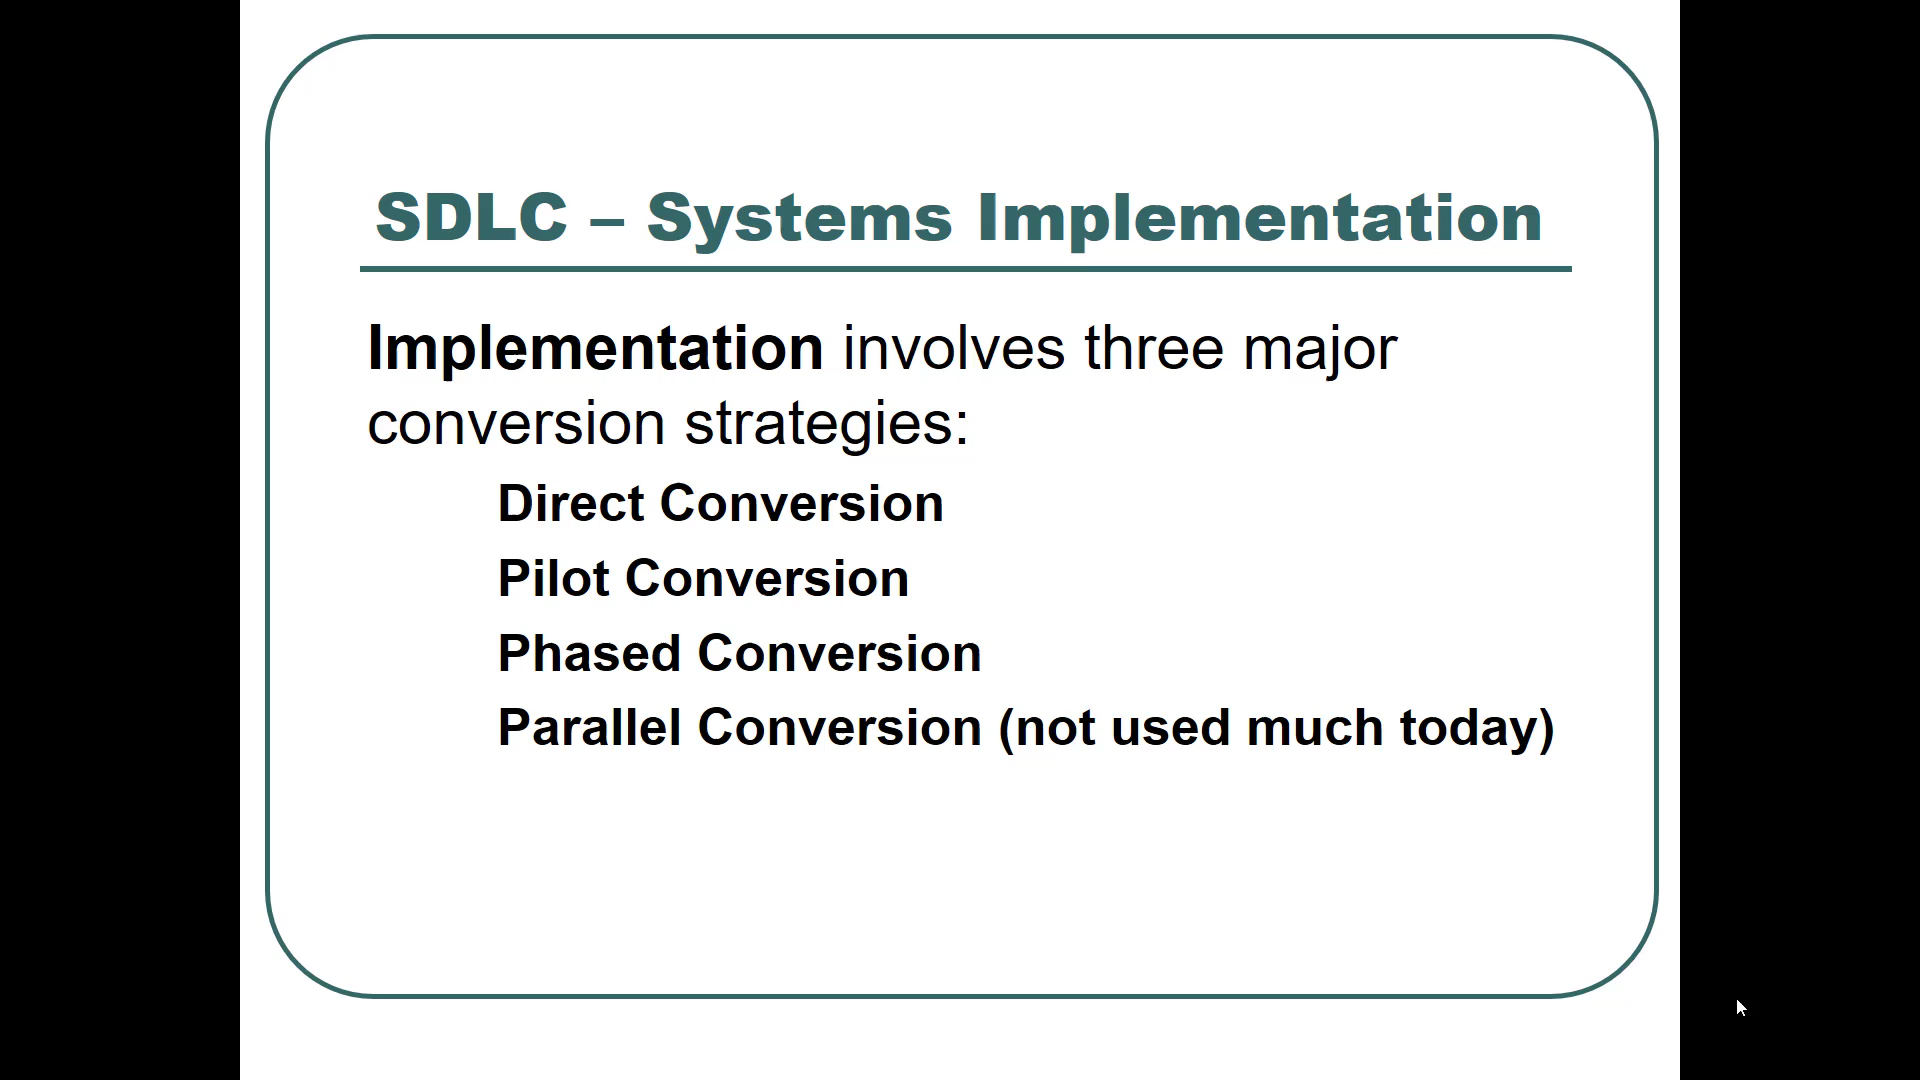 SDLC – Systems Implementation
Implementation involves three major
conversion strategies:
Direct Conversion
Pilot Conversion
Phased Conversion
Parallel Conversion (not used much today)